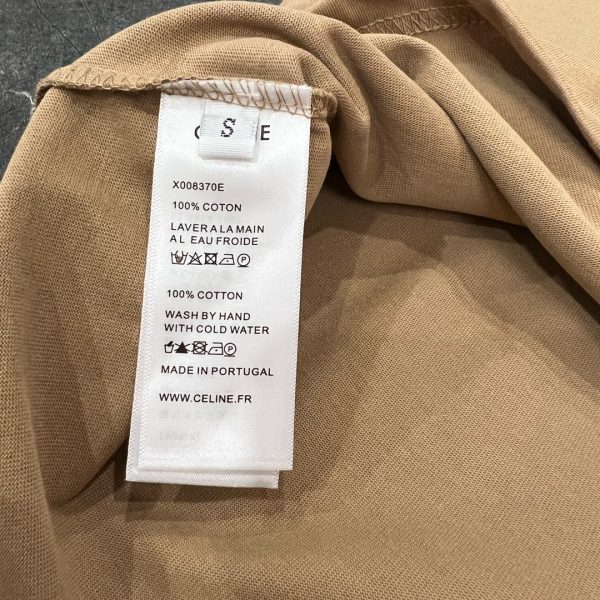 S
X008370E
100% COTON
LAVER A LA MAIN
A L EAU FROIDE
100% COTTON
WASH BY HAND
WITH COLD WATER
MADE IN PORTUGAL
WWW.CELINE.FR